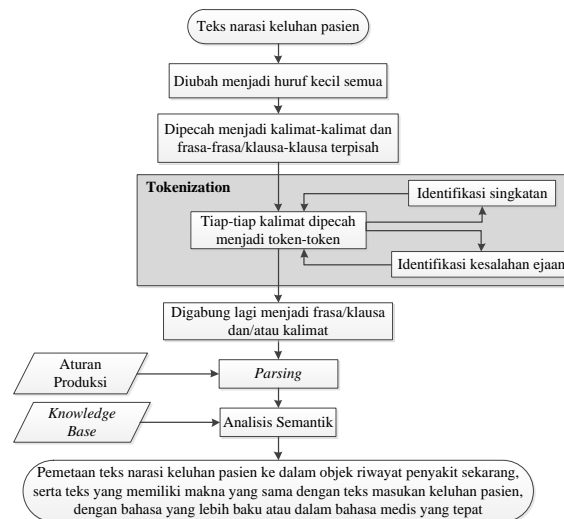 Teks narasi keluhan pasien
Diubah menjadi huruf kecil semua
Dipecah menjadi kalimat-kalimat dan
frasa-frasa/klausa-klausa terpisah
Tokenization
Identifikasi singkatan
Tiap-tiap kalimat dipecah
menjadi token-token
Identifikasi kesalahan ejaan
Digabung lagi menjadi frasa/klausa
dan/atau kalimat
Aturan
Produksi
Parsing
Knowledge
Base
Analisis Semantik
Pemetaan teks narasi keluhan pasien ke dalam objek riwayat penyakit sekarang,
serta teks yang memiliki makna yang sama dengan teks masukan keluhan pasien,
dengan bahasa yang lebih baku atau dalam bahasa medis yang tepat